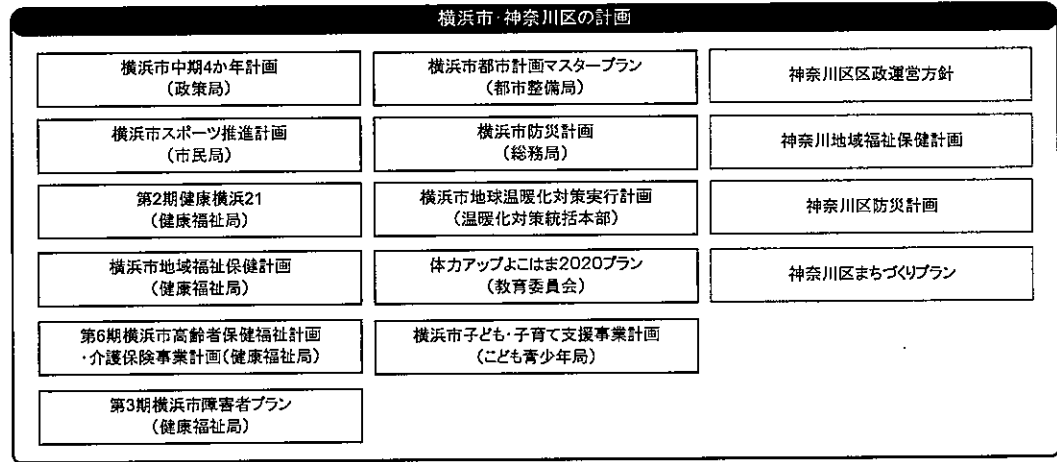 横浜市・神奈川区の計画
横浜市中期4か年計画
(政策局)
横浜市スポーツ推進計画
(市民局)
第2期健康横浜21
(健康福祉局)
横浜市地域福祉保健計画
(健康福祉局)
第6期横浜市高齢者保健福祉計画
・介護保険事業計画(健康福祉局)
第3期横浜市障害者プラン
(健康福祉局)
横浜市都市計画マスタープラン
(都市整備局)
横浜市防災計画
(総務局)
横浜市地球温暖化対策実行計画
(温暖化対策統括本部)
体力アップよこはま2020プラン
(教育委員会)
横浜市子ども・子育て支援事業計画
(こども青少年局)
神奈川区区政運営方針
神奈川地域福祉保健計画
神奈川区防災計画
神奈川区まちづくりプラン